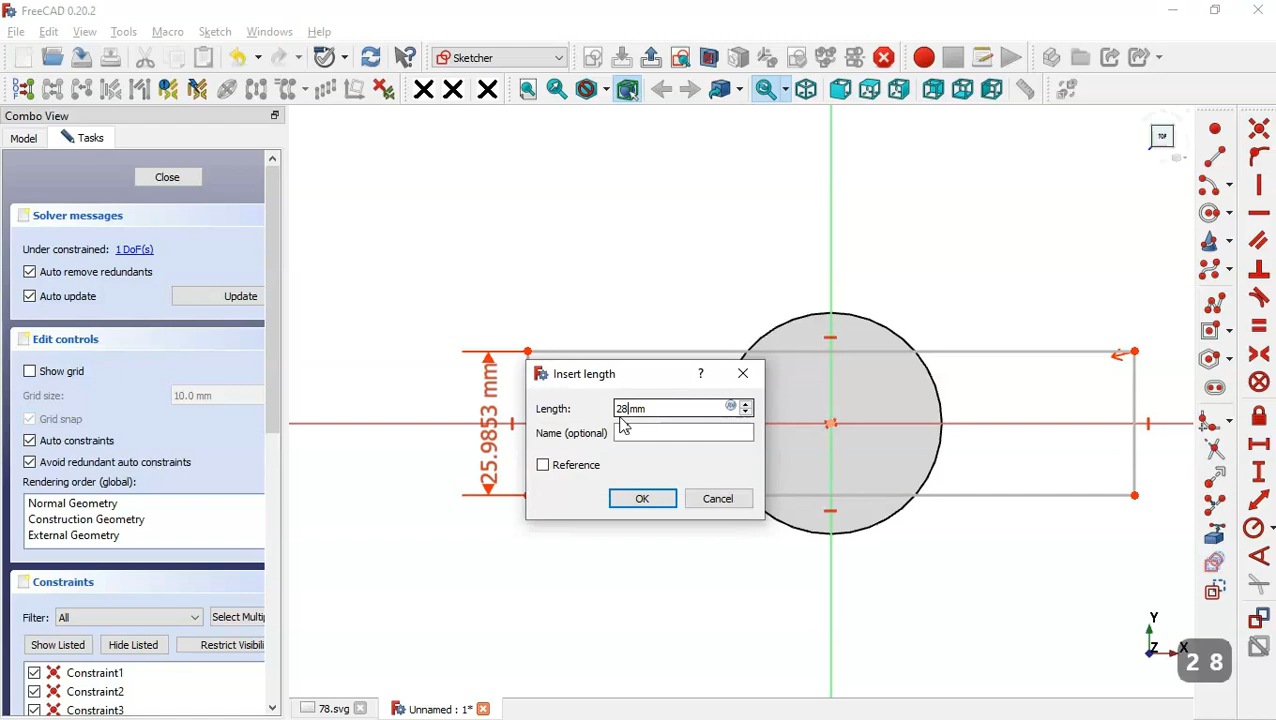 FreeCAD 0.20.2
File Edit View Tools Macro Sketch Windows Help
Sketcher
Combo View
Model Tasks
Close
Solver messages
Under constrained: 1 DoF(s)
Auto remove redundants
Auto update Update
Edit controls
Show grid
Grid size: 10.0 mm
Grid snap
Auto constraints
Avoid redundant auto constraints
Rendering order (global):
Normal Geometry
Construction Geometry
External Geometry
Constraints
Filter: All Select Multip
Show Listed Hide Listed Restrict Visibili
Constraint1
Constraint2
Constraint3
25.9853 mm
Insert length ?
Length: 28 mm
Name (optional)
Reference
OK Cancel
TOP
Y
Z X
2 8
78.svg Unnamed : 1*